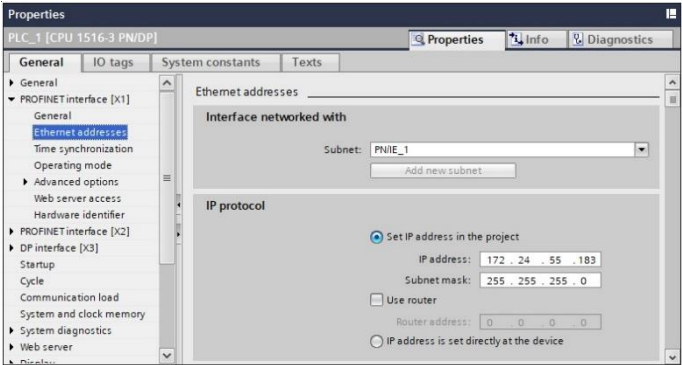 Properties
PLC_1 [CPU 1516-3 PN/DP]
Properties Info Diagnostics
General IO tags System constants Texts
General
PROFINET interface [X1]
General
Ethernet addresses
Time synchronization
Operating mode
Advanced options
Web server access
Hardware identifier
PROFINET interface [X2]
DP interface [X3]
Startup
Cycle
Communication load
System and clock memory
System diagnostics
Web server
Display
Ethernet addresses
Interface networked with
Subnet: PN/IE_1
Add new subnet
IP protocol
Set IP address in the project
IP address: 172 . 24 . 55 . 183
Subnet mask: 255 . 255 . 255 . 0
Use router
Router address: 0 . 0 . 0 . 0
IP address is set directly at the device